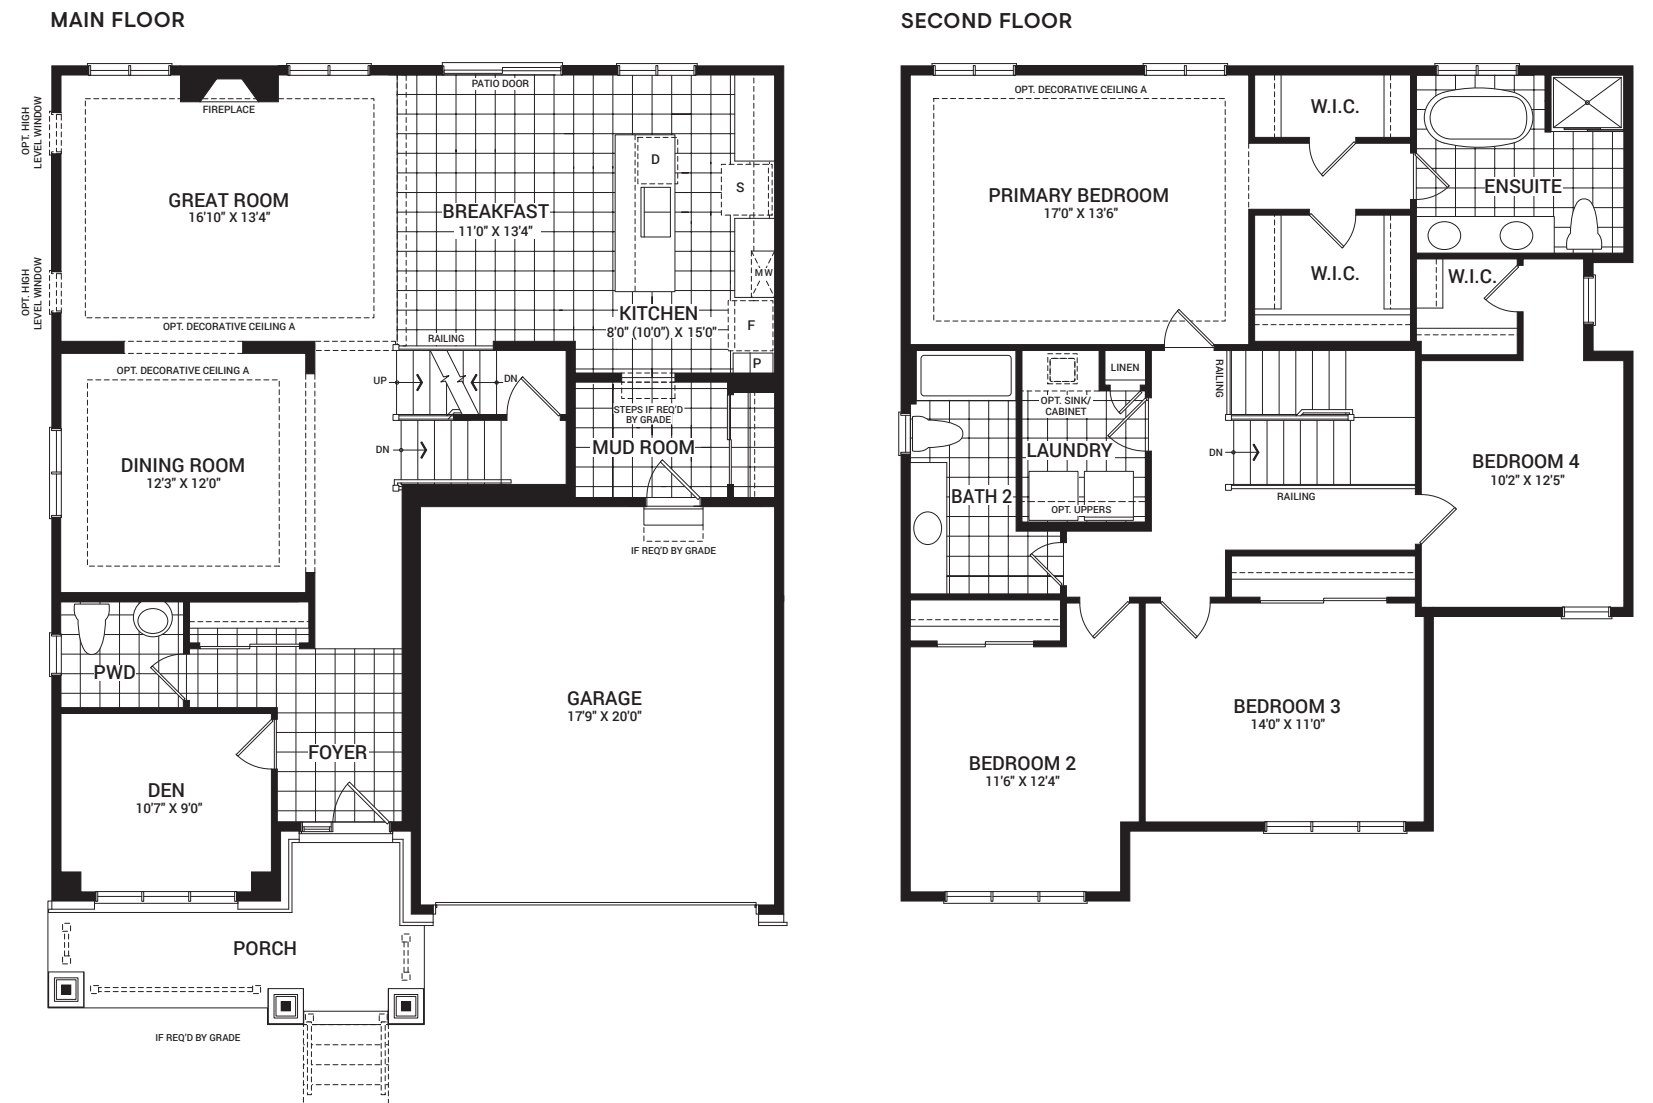 MAIN FLOOR
PATIO DOOR
FIREPLACE
OPT. HIGH
LEVEL WINDOW
GREAT ROOM
16'10" X 13'4"
BREAKFAST
11'0" X 13'4"
D
S
MW
KITCHEN
8'0" (10'0") X 15'0"
F
P
OPT. HIGH
LEVEL WINDOW
OPT. DECORATIVE CEILING A
RAILING
OPT. DECORATIVE CEILING A
UP
DN
STEPS IF REQ'D
BY GRADE
MUD ROOM
DN
DINING ROOM
12'3" X 12'0"
IF REQ'D BY GRADE
PWD
GARAGE
17'9" X 20'0"
FOYER
DEN
10'7" X 9'0"
PORCH
IF REQ'D BY GRADE
SECOND FLOOR
OPT. DECORATIVE CEILING A
W.I.C.
PRIMARY BEDROOM
17'0" X 13'6"
ENSUITE
W.I.C.
W.I.C.
LINEN
RAILING
OPT. SINK/
CABINET
LAUNDRY
DN
BEDROOM 4
10'2" X 12'5"
BATH 2
OPT. UPPERS
RAILING
BEDROOM 3
14'0" X 11'0"
BEDROOM 2
11'6" X 12'4"